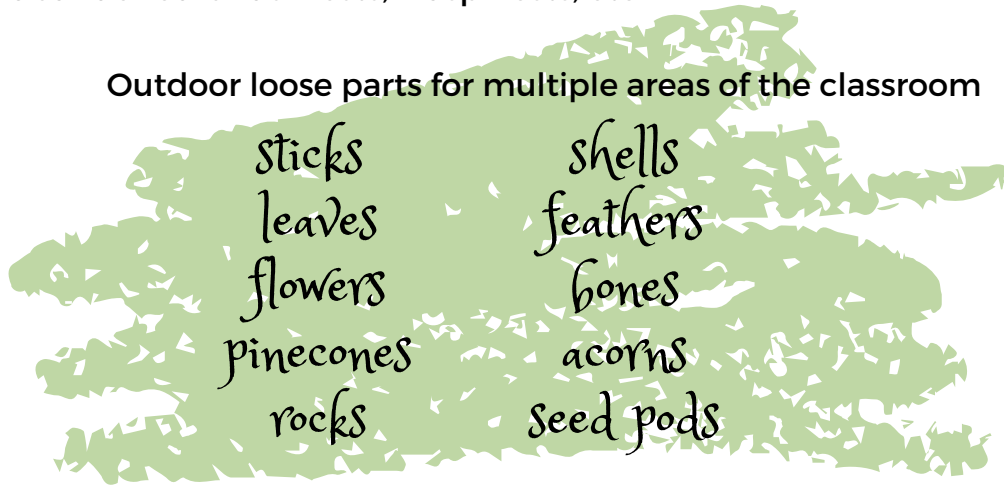 Outdoor loose parts for multiple areas of the classroom
sticks
leaves
flowers
pinecones
rocks
shells
feathers
bones
acorns
seed pods